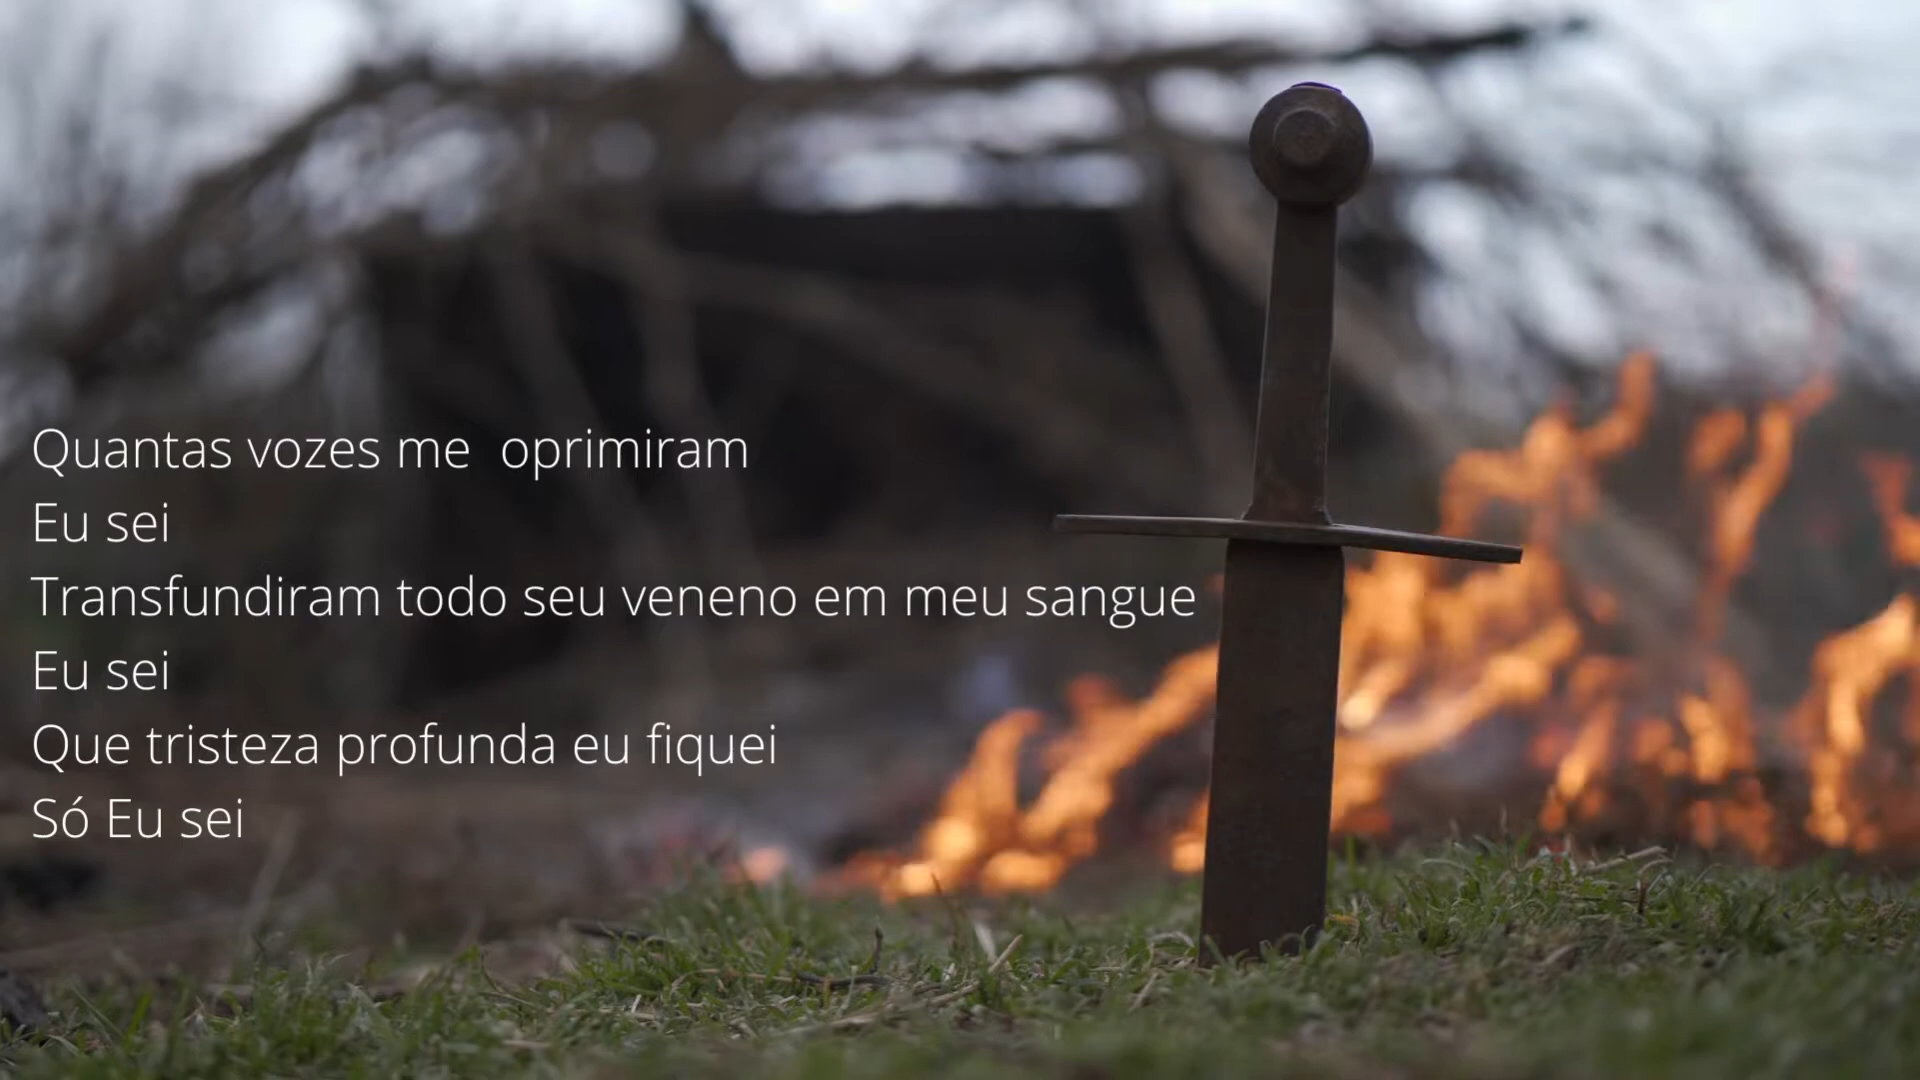 Quantas vozes me  oprimiram
Eu sei
Transfundiram todo seu veneno em meu sangue
Eu sei
Que tristeza profunda eu fiquei
Só Eu sei